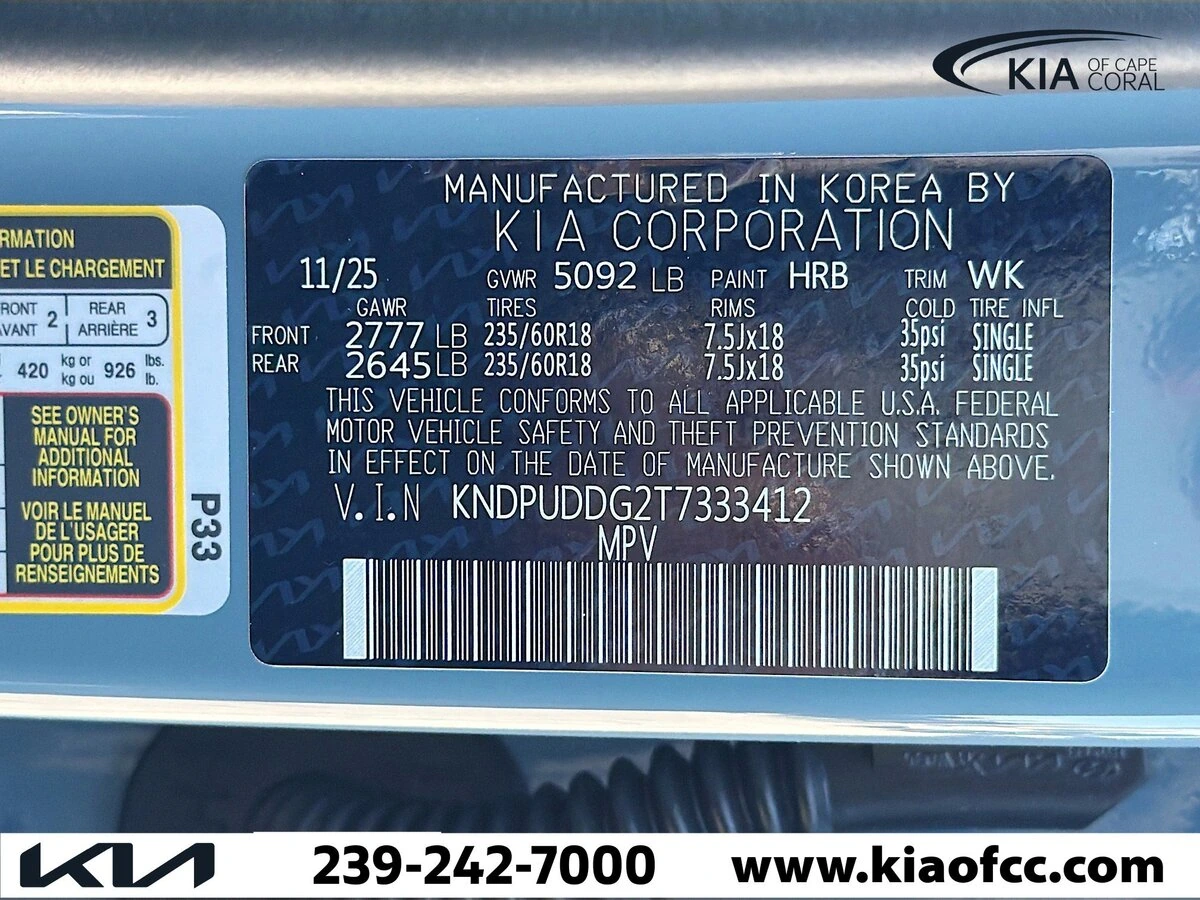 KIA OF CAPE CORAL
MANUFACTURED IN KOREA BY
KIA CORPORATION
11/25 GVWR 5092 LB PAINT HRB TRIM WK
GAWR TIRES RIMS COLD TIRE INFL
FRONT 2777 LB 235/60R18 7.5Jx18 35psi SINGLE
REAR 2645 LB 235/60R18 7.5Jx18 35psi SINGLE
THIS VEHICLE CONFORMS TO ALL APPLICABLE U.S.A. FEDERAL
MOTOR VEHICLE SAFETY AND THEFT PREVENTION STANDARDS
IN EFFECT ON THE DATE OF MANUFACTURE SHOWN ABOVE.
V.I.N KNDPUDDG2T7333412
MPV
RMATION
ET LE CHARGEMENT
RONT
VANT 2
REAR
ARRIÈRE 3
420 kg or
kg ou 926 lbs.
lb.
SEE OWNER'S
MANUAL FOR
ADDITIONAL
INFORMATION
VOIR LE MANUEL
DE L'USAGER
POUR PLUS DE
RENSEIGNEMENTS
P33
KIA 239-242-7000 www.kiaofcc.com